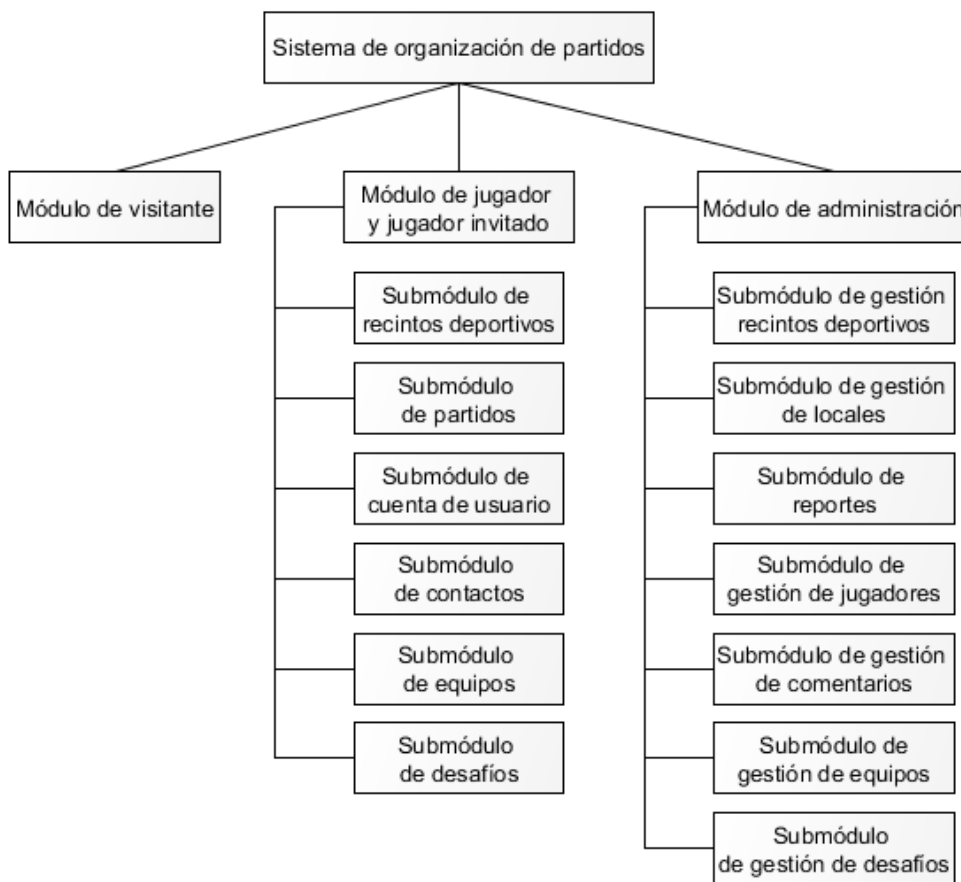 Sistema de organización de partidos
Módulo de visitante
Módulo de jugador
y jugador invitado
Módulo de administración
Submódulo de
recintos deportivos
Submódulo
de partidos
Submódulo de
cuenta de usuario
Submódulo
de contactos
Submódulo
de equipos
Submódulo
de desafíos
Submódulo de gestión
recintos deportivos
Submódulo de gestión
de locales
Submódulo de
reportes
Submódulo de
gestión de jugadores
Submódulo de gestión
de comentarios
Submódulo de
gestión de equipos
Submódulo
de gestión de desafíos